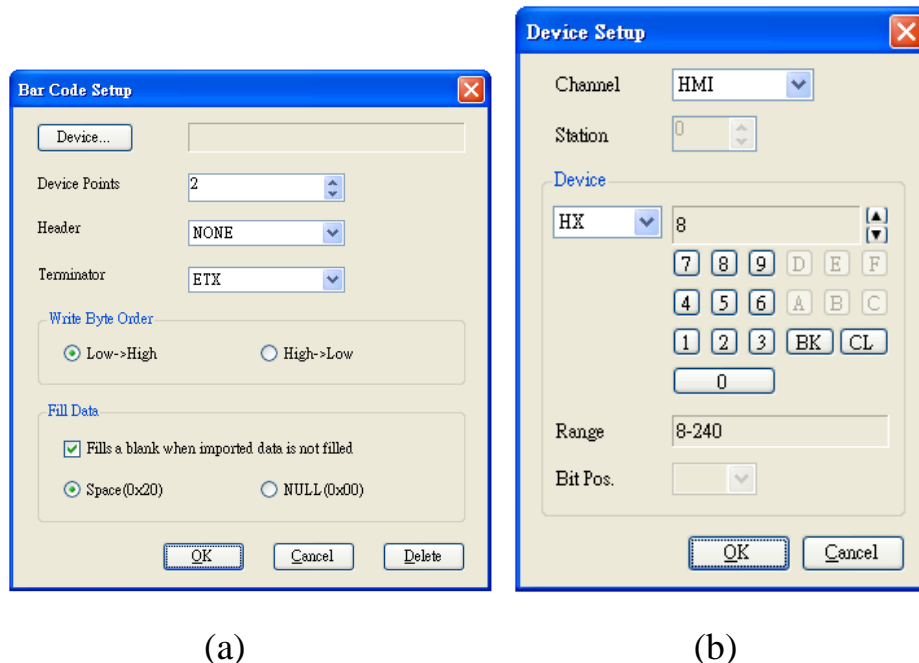 Bar Code Setup
Device...
Device Points 2
Header NONE
Terminator ETX
Write Byte Order
Low->High High->Low
Fill Data
Fills a blank when imported data is not filled
Space(0x20) NULL(0x00)
OK Cancel Delete
(a)
Device Setup
Channel HMI
Station 0
Device
HX 8
7 8 9 D E F
4 5 6 A B C
1 2 3 BK CL
0
Range 8-240
Bit Pos.
OK Cancel
(b)